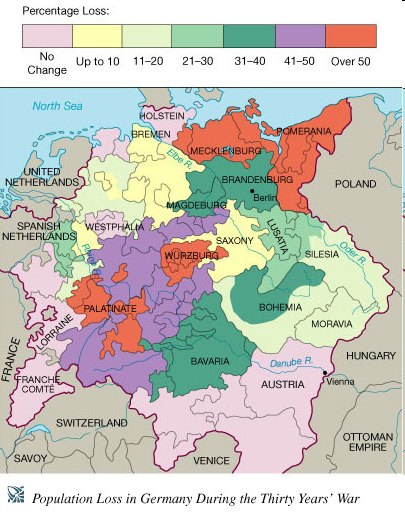 Percentage Loss:
No Change
Up to 10
11–20
21–30
31–40
41–50
Over 50
North Sea
HOLSTEIN
BREMEN
POMERANIA
MECKLENBURG
Elbe R.
UNITED
NETHERLANDS
BRANDENBURG
POLAND
Berlin
MAGDEBURG
SPANISH
NETHERLANDS
WESTPHALIA
LUSATIA
SAXONY
Oder R.
WÜRZBURG
SILESIA
Rhine R.
BOHEMIA
PALATINATE
MORAVIA
LORRAINE
FRANCE
HUNGARY
BAVARIA
Danube R.
FRANCHE
COMTÉ
AUSTRIA
Vienna
SWITZERLAND
OTTOMAN
EMPIRE
SAVOY
VENICE
Population Loss in Germany During the Thirty Years' War